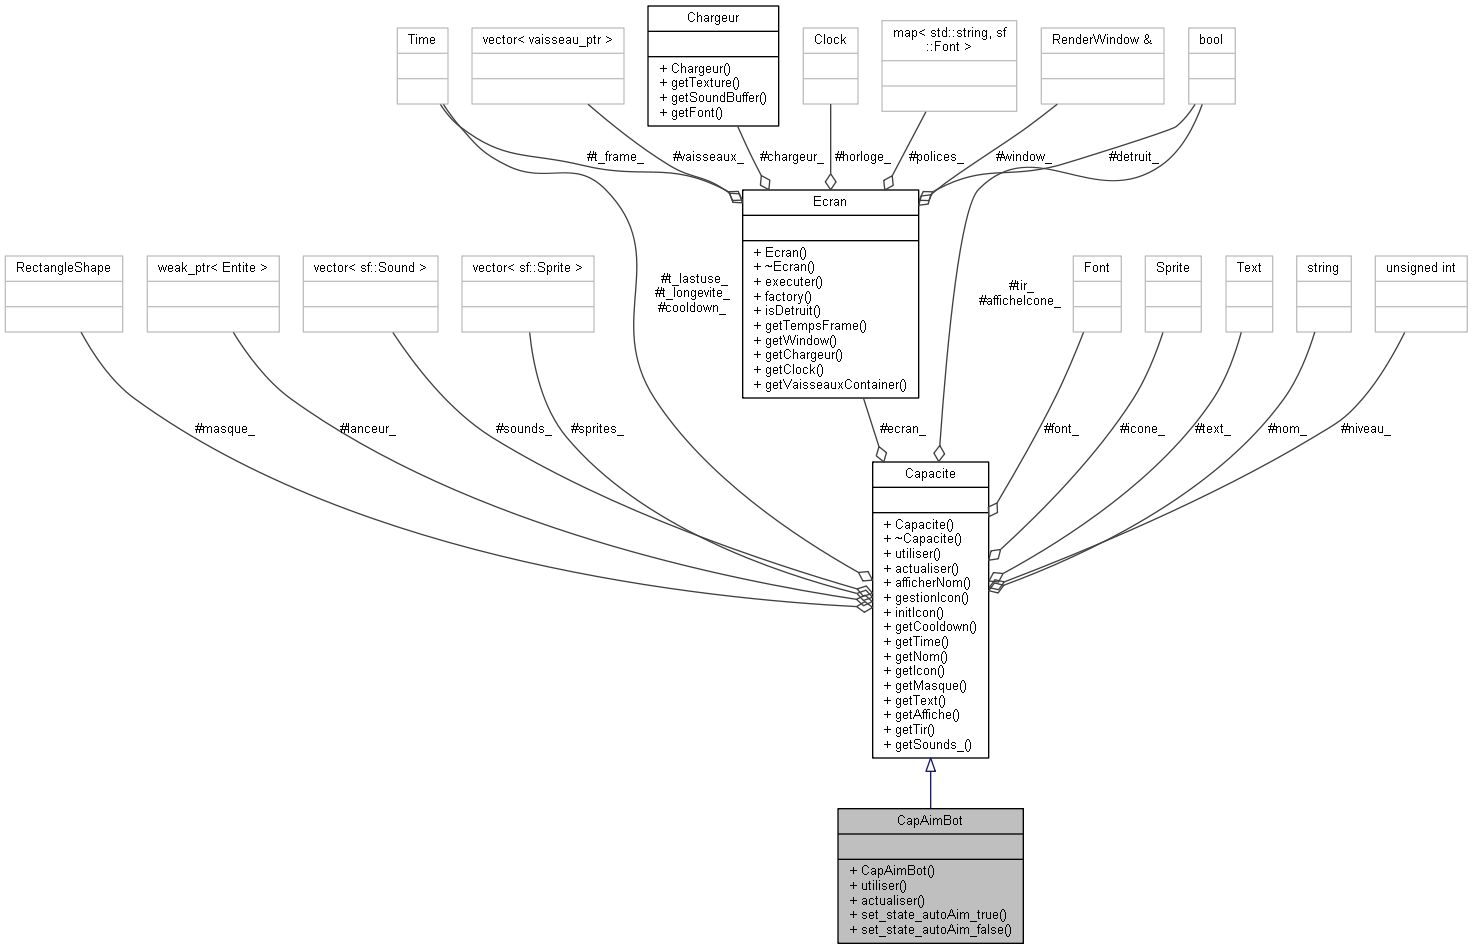 Chargeur
+ Chargeur()
+ getTexture()
+ getSoundBuffer()
+ getFont()
Time
vector< vaisseau_ptr >
Clock
map< std::string, sf
::Font >
RenderWindow &
bool
#t_frame_
#vaisseaux_
#chargeur_
#horloge_
#polices_
#window_
#detruit_
Ecran
+ Ecran()
+ ~Ecran()
+ executer()
+ factory()
+ isDetruit()
+ getTempsFrame()
+ getWindow()
+ getChargeur()
+ getClock()
+ getVaisseauxContainer()
RectangleShape
weak_ptr< Entite >
vector< sf::Sound >
vector< sf::Sprite >
#t_lastuse_
#t_longevite_
#cooldown_
#tir_
#afficheIcone_
Font
Sprite
Text
string
unsigned int
#masque_
#lanceur_
#sounds_
#sprites_
#ecran_
#font_
#icone_
#text_
#nom_
#niveau_
Capacite
+ Capacite()
+ ~Capacite()
+ utiliser()
+ actualiser()
+ afficherNom()
+ gestionIcon()
+ initIcon()
+ getCooldown()
+ getTime()
+ getNom()
+ getIcon()
+ getMasque()
+ getText()
+ getAffiche()
+ getTir()
+ getSounds_()
CapAimBot
+ CapAimBot()
+ utiliser()
+ actualiser()
+ set_state_autoAim_true()
+ set_state_autoAim_false()